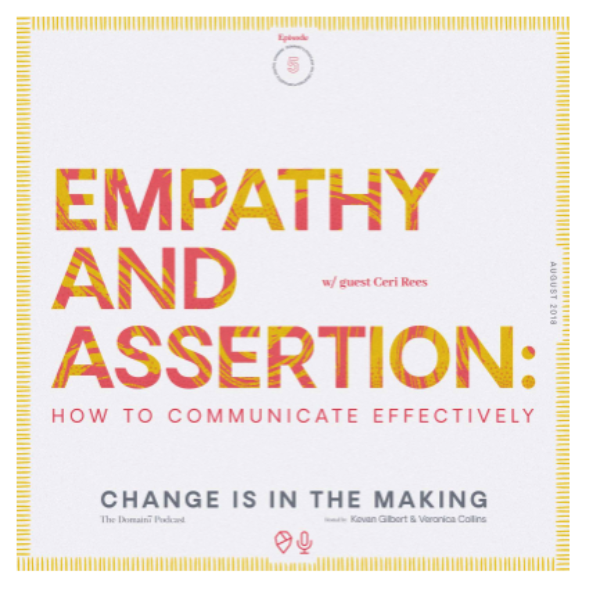 Episode
5
EMPATHY
AND
w/ guest Ceri Rees
ASSERTION:
HOW TO COMMUNICATE EFFECTIVELY
AUGUST 2018
CHANGE IS IN THE MAKING
The Domain7 Podcast
Kevan Gilbert & Veronica Collins